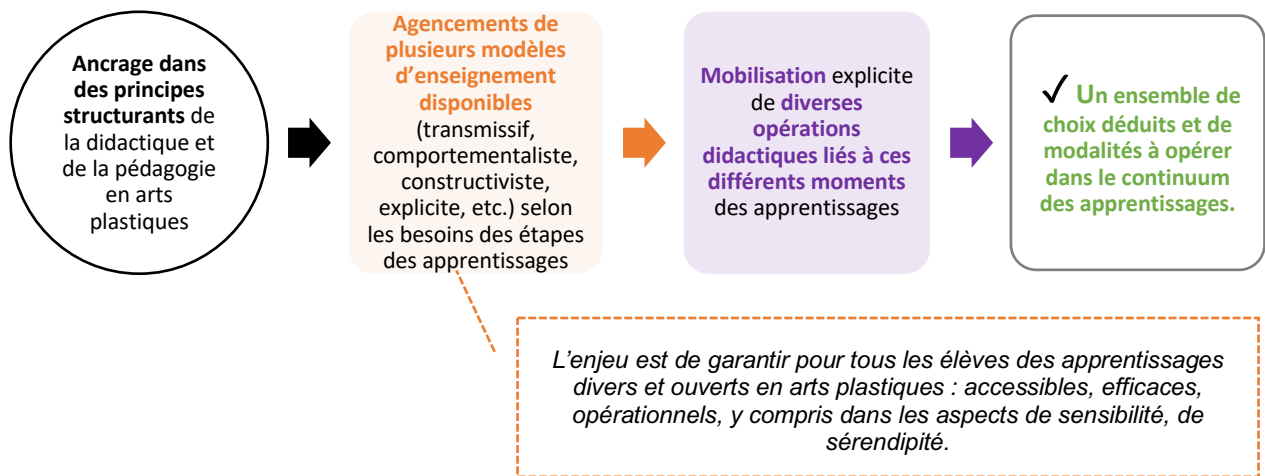 Ancrage dans
des principes
structurants de
la didactique et
de la pédagogie
en arts
plastiques
Agencements de
plusieurs modèles
d'enseignement
disponibles
(transmissif,
comportementaliste,
constructiviste,
explicite, etc.) selon
les besoins des étapes
des apprentissages
Mobilisation explicite
de diverses
opérations
didactiques liés à ces
différents moments
des apprentissages
✓ Un ensemble de
choix déduits et de
modalités à opérer
dans le continuum
des apprentissages.
L'enjeu est de garantir pour tous les élèves des apprentissages
divers et ouverts en arts plastiques : accessibles, efficaces,
opérationnels, y compris dans les aspects de sensibilité, de
sérendipité.